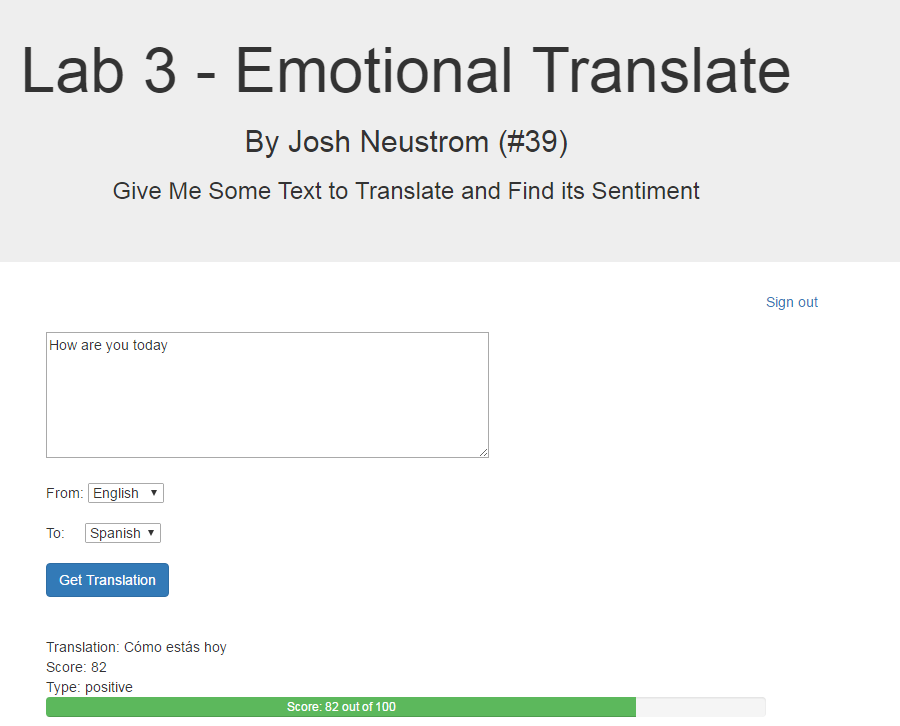 Lab 3 - Emotional Translate
By Josh Neustrom (#39)
Give Me Some Text to Translate and Find its Sentiment
Sign out
How are you today
From: English
To: Spanish
Get Translation
Translation: Cómo estás hoy
Score: 82
Type: positive
Score: 82 out of 100